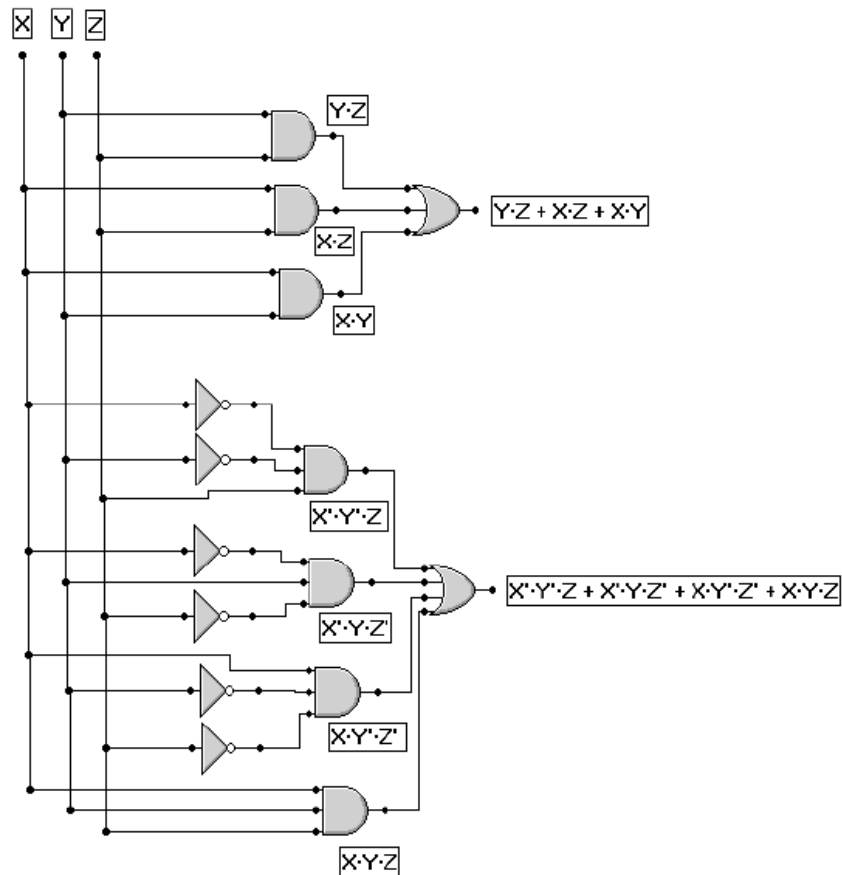 X Y Z
Y·Z
Y·Z + X·Z + X·Y
X·Z
X·Y
X'·Y'·Z
X'·Y'·Z + X'·Y·Z' + X·Y'·Z' + X·Y·Z
X'·Y·Z'
X·Y'·Z'
X·Y·Z